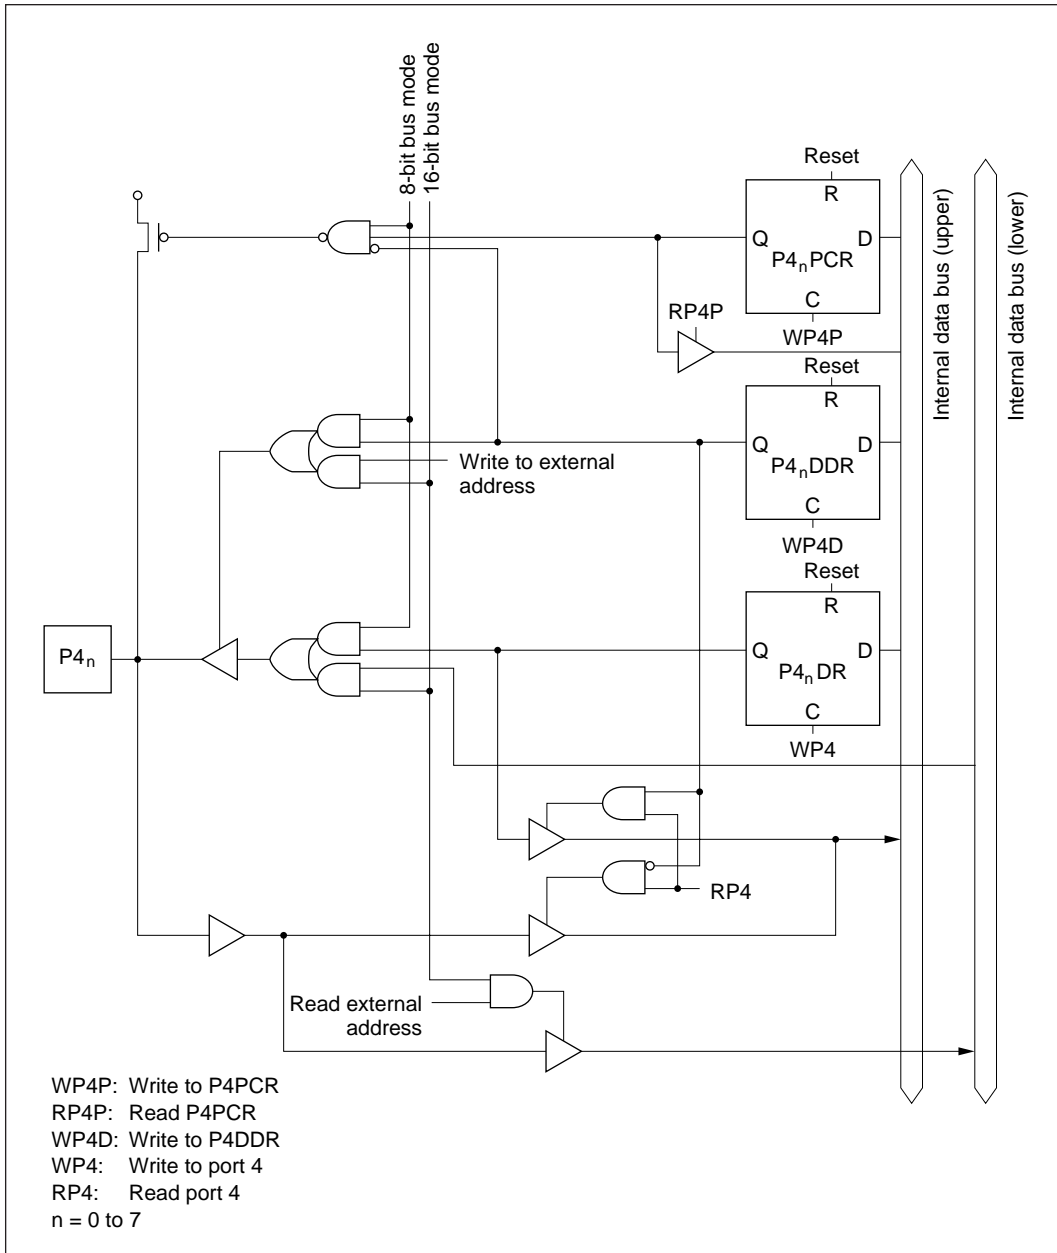 8-bit bus mode
16-bit bus mode
Reset
R
Q
D
P4nPCR
C
WP4P
RP4P
Internal data bus (upper)
Internal data bus (lower)
Reset
R
Q
D
P4nDDR
C
WP4D
Write to external
address
Reset
R
Q
D
P4nDR
C
WP4
P4n
RP4
Read external
address
WP4P: Write to P4PCR
RP4P: Read P4PCR
WP4D: Write to P4DDR
WP4: Write to port 4
RP4: Read port 4
n = 0 to 7